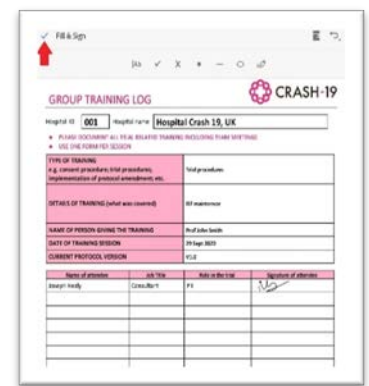 Fill & Sign
CRASH-19
GROUP TRAINING LOG
Hospital ID 001 Hospital name Hospital Crash 19, UK
PLEASE DOCUMENT ALL TRIAL RELATED TRAINING INCLUDING TEAM MEETINGS
USE ONE FORM PER SESSION
TYPE OF TRAINING
e.g. consent procedure; trial procedures; implementation of protocol amendment; etc.
Trial procedures
DETAILS OF TRAINING (what was covered)
NAME OF PERSON GIVING THE TRAINING Prof John Smith
DATE OF TRAINING SESSION 29 Sept 2020
CURRENT PROTOCOL VERSION V1.0
Name of attendee Job Title Role in the trial Signature of attendee
Joseph Healy Consultant PI